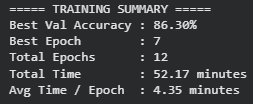 ===== TRAINING SUMMARY =====
Best Val Accuracy : 86.30%
Best Epoch : 7
Total Epochs : 12
Total Time : 52.17 minutes
Avg Time / Epoch : 4.35 minutes